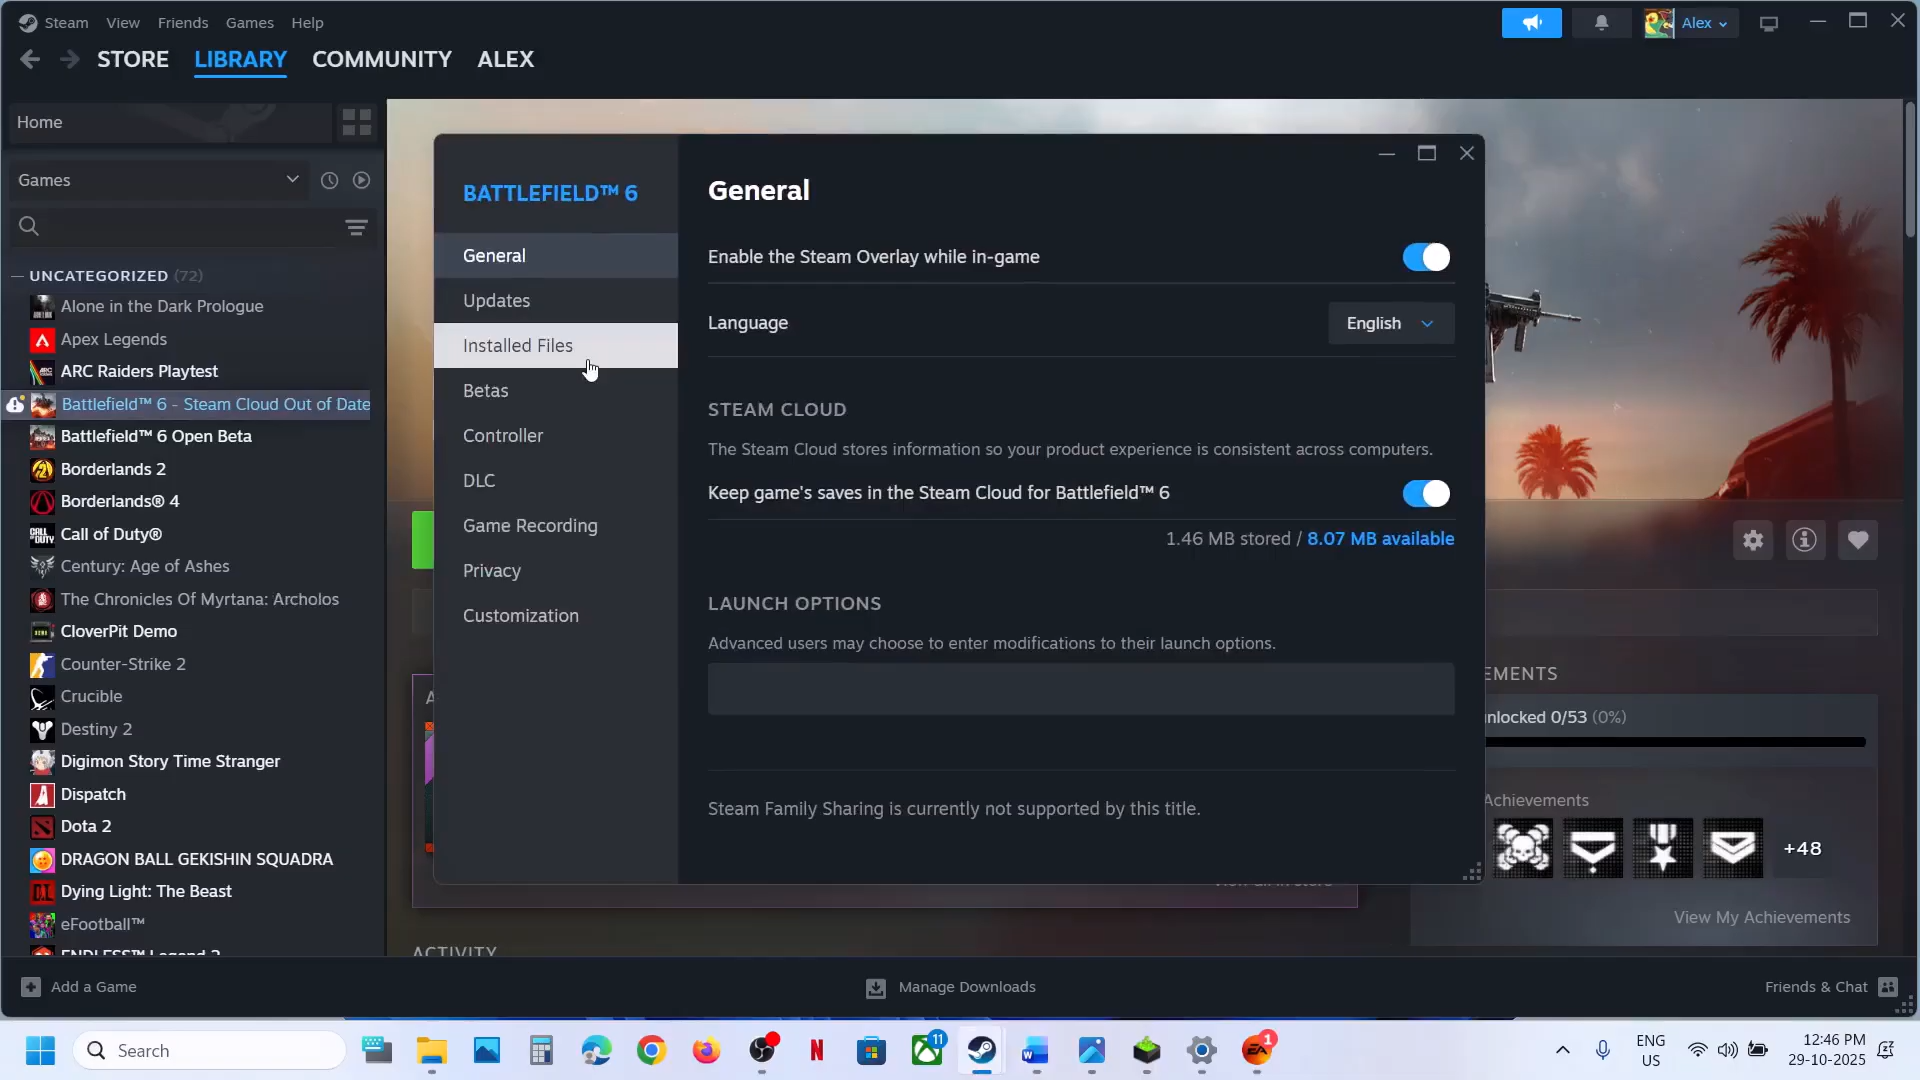 Steam View Friends Games Help
Alex
STORE LIBRARY COMMUNITY ALEX
Home
Games
UNCATEGORIZED (72)
Alone in the Dark Prologue
Apex Legends
ARC Raiders Playtest
Battlefield™ 6 - Steam Cloud Out of Date
Battlefield™ 6 Open Beta
Borderlands 2
Borderlands® 4
Call of Duty®
Century: Age of Ashes
The Chronicles Of Myrtana: Archolos
CloverPit Demo
Counter-Strike 2
Crucible
Destiny 2
Digimon Story Time Stranger
Dispatch
Dota 2
DRAGON BALL GEKISHIN SQUADRA
Dying Light: The Beast
eFootball™
ENDLESS™ Legend 2
BATTLEFIELD™ 6
General
Updates
Installed Files
Betas
Controller
DLC
Game Recording
Privacy
Customization
General
Enable the Steam Overlay while in-game
Language
English
STEAM CLOUD
The Steam Cloud stores information so your product experience is consistent across computers.
Keep game's saves in the Steam Cloud for Battlefield™ 6
1.46 MB stored / 8.07 MB available
LAUNCH OPTIONS
Advanced users may choose to enter modifications to their launch options.
Steam Family Sharing is currently not supported by this title.
EMENTS
nlocked 0/53 (0%)
Achievements
+48
View My Achievements
ACTIVITY
Add a Game
Manage Downloads
Friends & Chat
Search
11
1
ENG
US
12:46 PM
29-10-2025